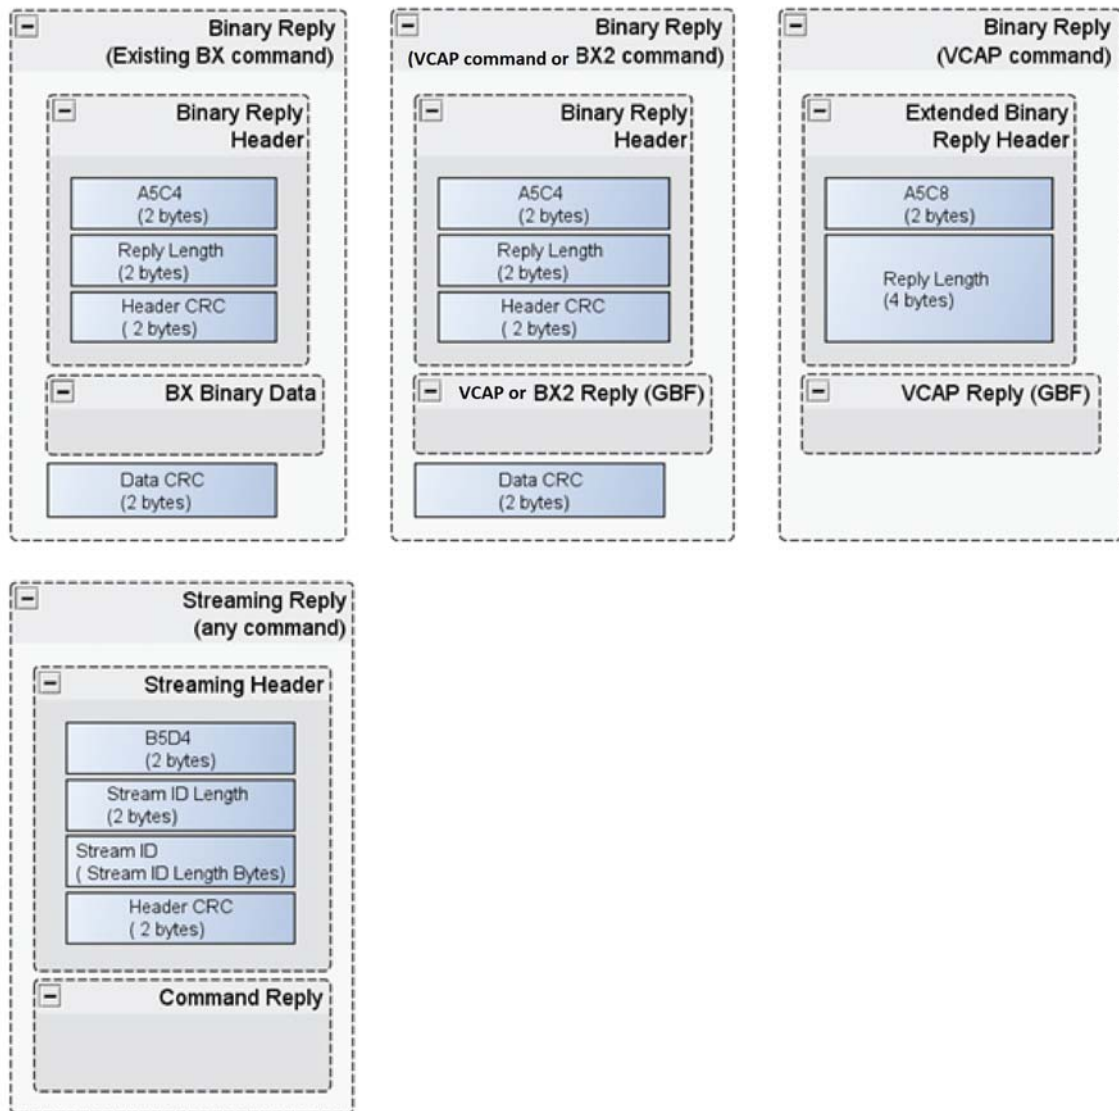 Binary Reply
(Existing BX command)
Binary Reply
Header
A5C4
(2 bytes)
Reply Length
(2 bytes)
Header CRC
( 2 bytes)
BX Binary Data
Data CRC
(2 bytes)
Binary Reply
(VCAP command or BX2 command)
Binary Reply
Header
A5C4
(2 bytes)
Reply Length
(2 bytes)
Header CRC
( 2 bytes)
VCAP or BX2 Reply (GBF)
Data CRC
(2 bytes)
Binary Reply
(VCAP command)
Extended Binary
Reply Header
A5C8
(2 bytes)
Reply Length
(4 bytes)
VCAP Reply (GBF)
Streaming Reply
(any command)
Streaming Header
B5D4
(2 bytes)
Stream ID Length
(2 bytes)
Stream ID
( Stream ID Length Bytes)
Header CRC
( 2 bytes)
Command Reply